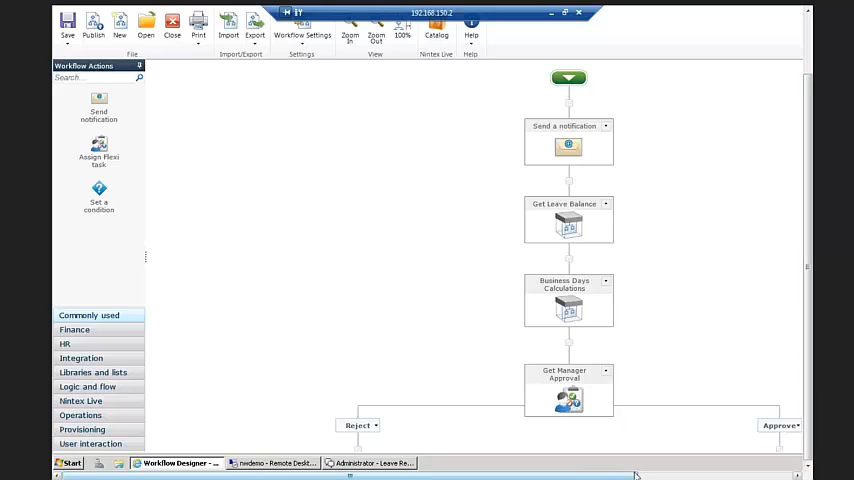 192.168.150.2
Save
Publish
New
Open
Close
Print
Import
Export
Workflow Settings
Zoom In
Zoom Out
100%
Catalog
Help
File
Import/Export
Settings
View
Nintex Live
Help
Workflow Actions
Search...
Send notification
Assign Flexi task
Set a condition
Commonly used
Finance
HR
Integration
Libraries and lists
Logic and flow
Nintex Live
Operations
Provisioning
User interaction
Send a notification
Get Leave Balance
Business Days
Calculations
Get Manager
Approval
Reject
Approve
Start
Workflow Designer - ...
nwdemo - Remote Deskt...
Administrator - Leave Re...